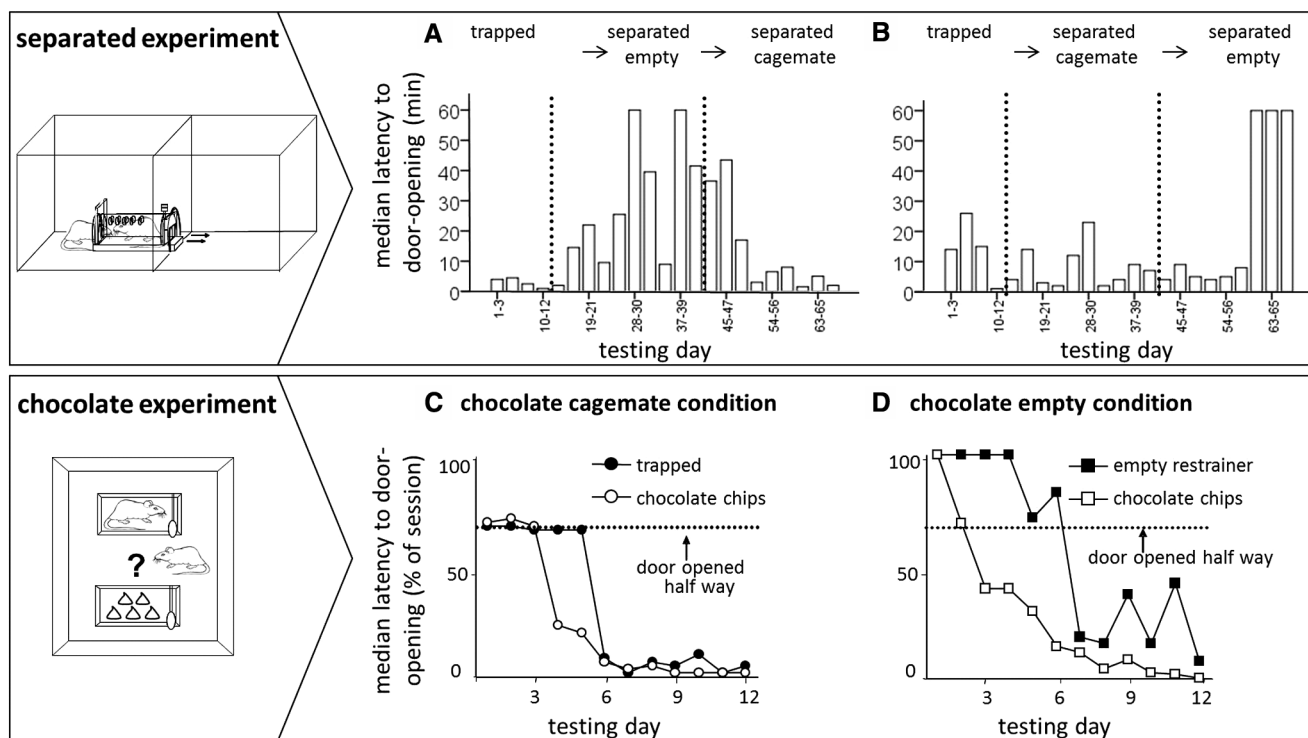 separated experiment
A
trapped
→ separated empty
→ separated cagemate
median latency to door-opening (min)
60
50
40
30
20
10
0
1-3
10-12
19-21
28-30
37-39
45-47
54-56
63-65
testing day
B
trapped
→ separated cagemate
→ separated empty
60
50
40
30
20
10
0
1-3
10-12
19-21
28-30
37-39
45-47
54-56
63-65
testing day
chocolate experiment
?
C chocolate cagemate condition
median latency to door-opening (% of session)
100
50
0
trapped
chocolate chips
door opened
half way
3
6
9
12
testing day
D chocolate empty condition
100
50
0
empty restrainer
chocolate chips
door opened
half way
3
6
9
12
testing day